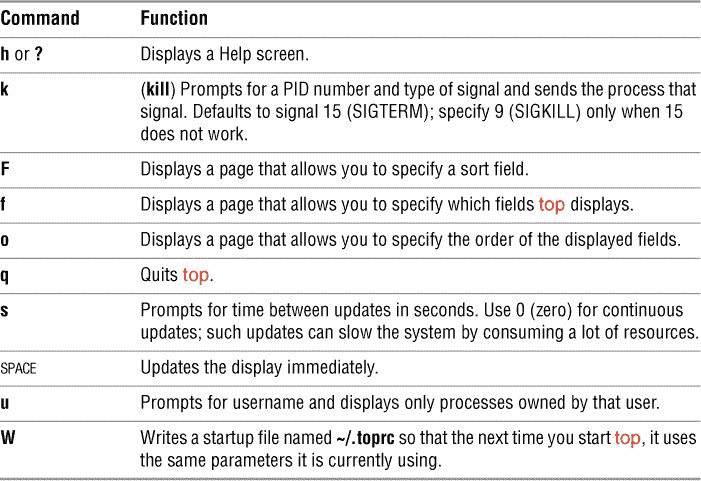 Command Function
h or ? Displays a Help screen.
k (kill) Prompts for a PID number and type of signal and sends the process that
signal. Defaults to signal 15 (SIGTERM); specify 9 (SIGKILL) only when 15
does not work.
F Displays a page that allows you to specify a sort field.
f Displays a page that allows you to specify which fields top displays.
o Displays a page that allows you to specify the order of the displayed fields.
q Quits top.
s Prompts for time between updates in seconds. Use 0 (zero) for continuous
updates; such updates can slow the system by consuming a lot of resources.
SPACE Updates the display immediately.
u Prompts for username and displays only processes owned by that user.
W Writes a startup file named ~/.toprc so that the next time you start top, it uses
the same parameters it is currently using.